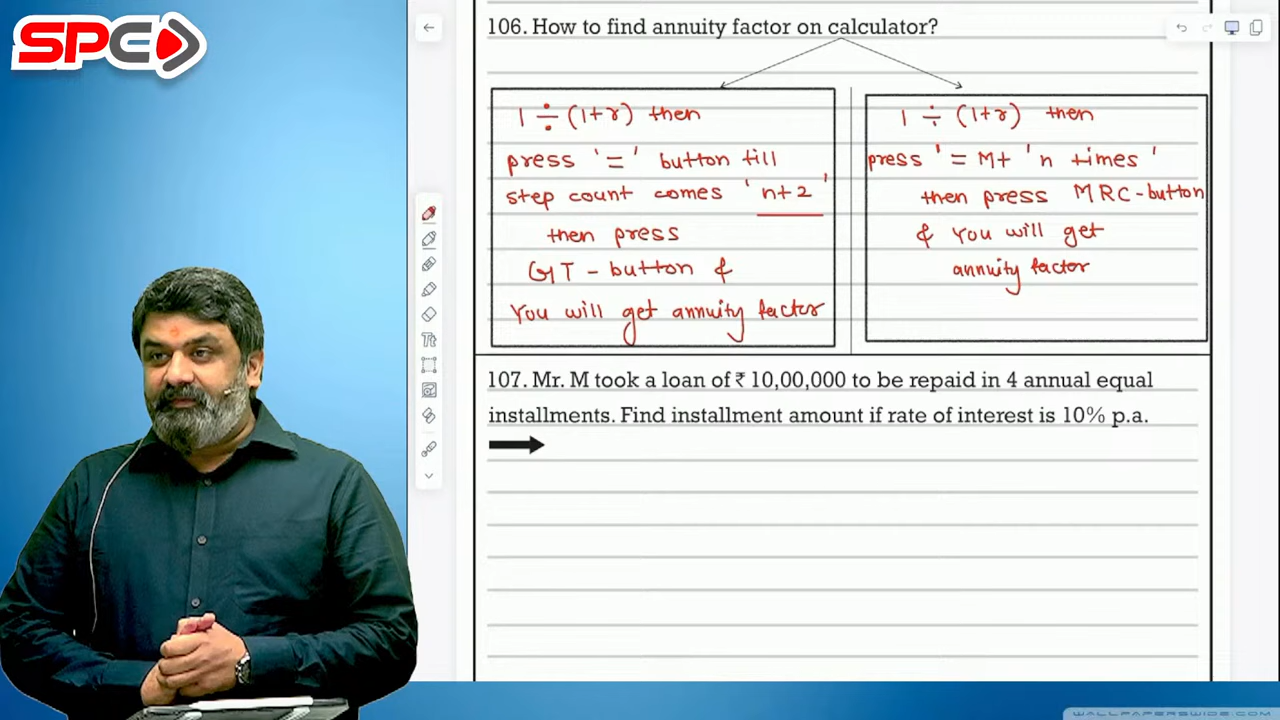 SPC
106. How to find annuity factor on calculator?
1 ÷ (1+r) then
press '=' button till
step count comes 'n+2'
then press
GT - button &
You will get annuity factor
1 ÷ (1+r) then
press '= M+ 'n times'
then press MRC-button
& You will get
annuity factor
107. Mr. M took a loan of ₹ 10,00,000 to be repaid in 4 annual equal
installments. Find installment amount if rate of interest is 10% p.a.
Tt
WALLPAPERSWIDE.COM